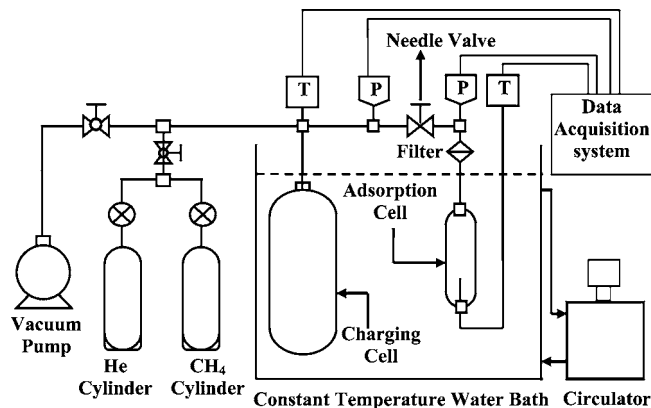 Needle Valve
T
P
P
T
Data
Acquisition
system
Filter
Adsorption
Cell
Charging
Cell
Vacuum
Pump
He
Cylinder
CH₄
Cylinder
Constant Temperature Water Bath
Circulator